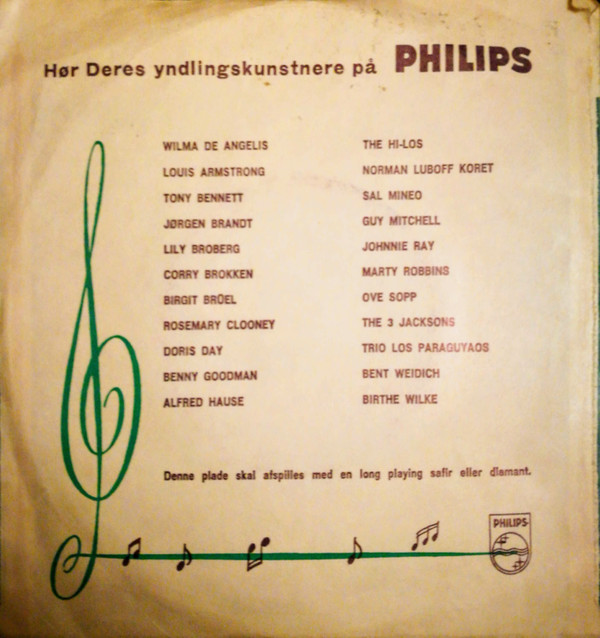 Hør Deres yndlingskunstnere på PHILIPS
WILMA DE ANGELIS
LOUIS ARMSTRONG
TONY BENNETT
JØRGEN BRANDT
LILY BROBERG
CORRY BROKKEN
BIRGIT BRÜEL
ROSEMARY CLOONEY
DORIS DAY
BENNY GOODMAN
ALFRED HAUSE
THE HI-LOS
NORMAN LUBOFF KORET
SAL MINEO
GUY MITCHELL
JOHNNIE RAY
MARTY ROBBINS
OVE SOPP
THE 3 JACKSONS
TRIO LOS PARAGUYAOS
BENT WEIDICH
BIRTHE WILKE
Denne plade skal afspilles med en long playing safir eller diamant.
PHILIPS